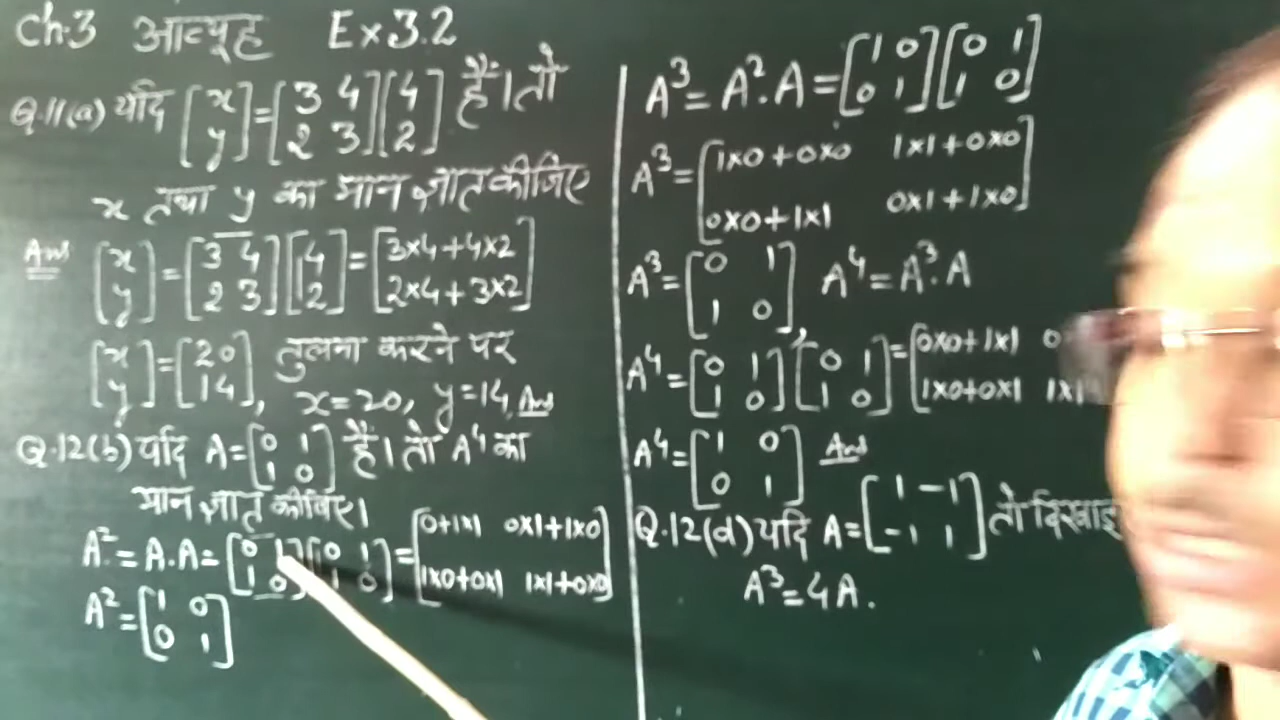 Ch.3 आव्यूह Ex 3.2
Q.11(a) यदि [x y] = [3 4 2 3] [4 2] हैं। तो
x तथा y का मान ज्ञात कीजिए
Ans [x y] = [3 4 2 3] [4 2] = [3×4+4×2 2×4+3×2]
[x y] = [20 14], तुलना करने पर
x=20, y=14, Ans
Q.12(b) यदि A = [0 1 1 0] हैं। तो A⁴ का
मान ज्ञात कीजिए।
A² = A.A = [0 1 1 0] [0 1 1 0] = [0+1×1 0×1+1×0 1×0+0×1 1×1+0×0]
A² = [1 0 0 1]
A³ = A².A = [1 0 0 1] [0 1 1 0]
A³ = [1×0+0×0 1×1+0×0 0×0+1×1 0×1+1×0]
A³ = [0 1 1 0], A⁴ = A³.A
A⁴ = [0 1 1 0] [0 1 1 0] = [0×0+1×1 1×0+0×1
A⁴ = [1 0 0 1] Ans
Q.12(d) यदि A = [1 -1 -1 1] तो दिखाइ
A³ = 4A.